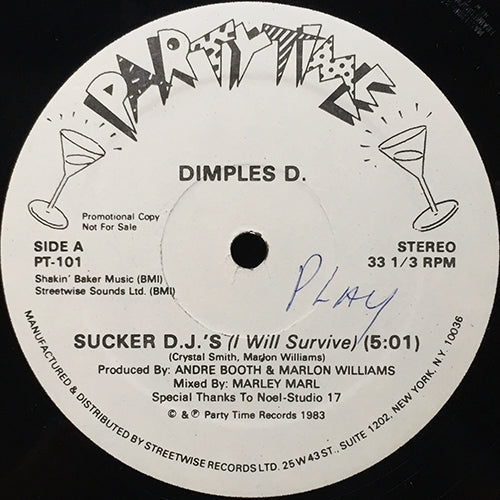 PARTYTIME
DIMPLES D.
Promotional Copy
Not For Sale
SIDE A
PT-101
STEREO
33 1/3 RPM
Shakin' Baker Music (BMI)
Streetwise Sounds Ltd. (BMI)
PLAY
SUCKER D.J.'S (I Will Survive) (5:01)
(Crystal Smith, Marlon Williams)
Produced By: ANDRE BOOTH & MARLON WILLIAMS
Mixed By: MARLEY MARL
Special Thanks To Noel-Studio 17
© & ℗ Party Time Records 1983
MANUFACTURED & DISTRIBUTED BY STREETWISE RECORDS LTD. 25 W 43 ST., SUITE 1202, NEW YORK, N.Y. 10036